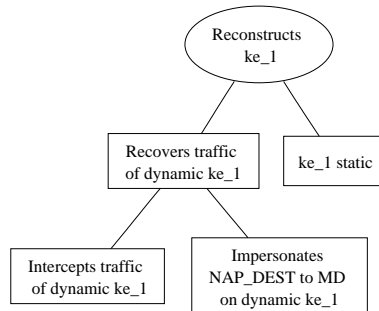 Reconstructs
ke_1
Recovers traffic
of dynamic ke_1
ke_1 static
Intercepts traffic
of dynamic ke_1
Impersonates
NAP_DEST to MD
on dynamic ke_1